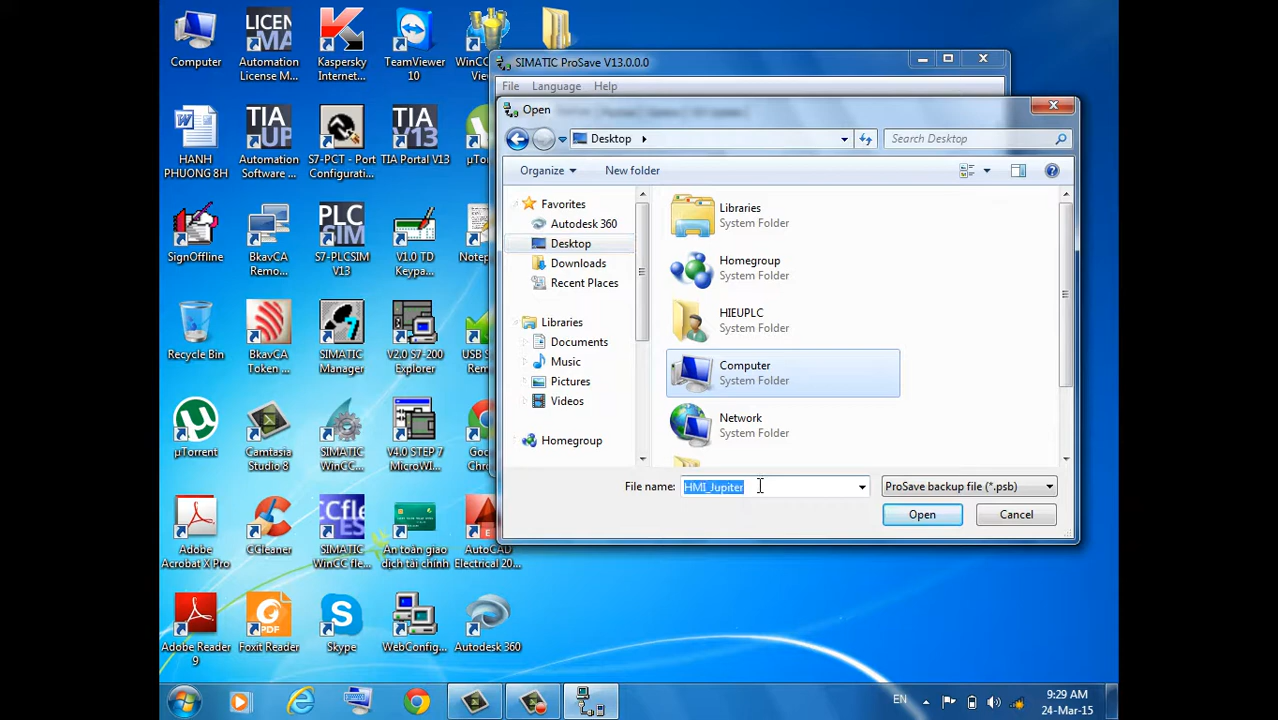 Computer
LICEN
Automation
License M...
Kaspersky
Internet...
TeamViewer
10
WinCC
HANH
PHUONG 8H
TIA
UP
Automation
Software ...
S7-PCT - Port
Configurati...
TIA
V13
TIA Portal V13
SignOffline
BkavCA
Remo...
PLC
SIM
S7-PLCSIM
V13
V1.0 TD
Keypa...
Recycle Bin
BkavCA
Token ...
SIMATIC
Manager
V2.0 S7-200
Explorer
µTorrent
Camtasia
Studio 8
SIMATIC
WinCC ...
V4.0 STEP 7
MicroWI...
Adobe
Acrobat X Pro
CCleaner
SIMATIC
WinCC fle...
An toàn giao
dịch tài chính
AutoCAD
Electrical 20...
Adobe Reader
9
PDF
Foxit Reader
Skype
WebConfig...
Autodesk 360
SIMATIC ProSave V13.0.0.0
File Language Help
Open
Desktop
Search Desktop
Organize
New folder
Favorites
Autodesk 360
Desktop
Downloads
Recent Places
Libraries
Documents
Music
Pictures
Videos
Homegroup
Libraries
System Folder
Homegroup
System Folder
HIEUPLC
System Folder
Computer
System Folder
Network
System Folder
File name:
HMI_Jupiter
ProSave backup file (*.psb)
Open
Cancel
EN
9:29 AM
24-Mar-15